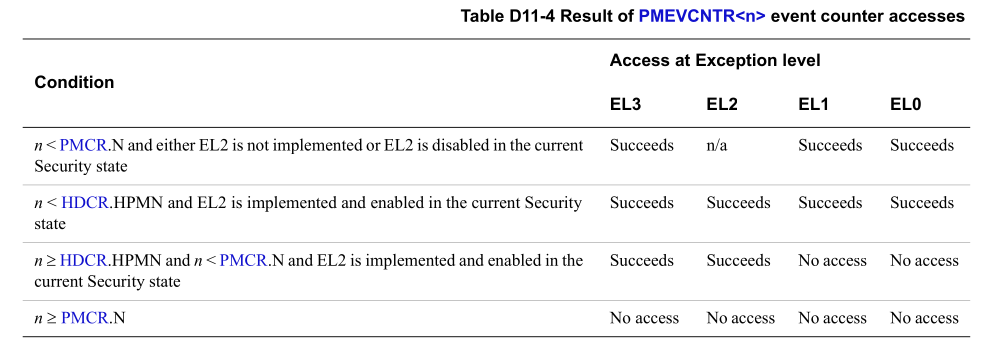 Table D11-4 Result of PMEVCNTR<n> event counter accesses
Condition
Access at Exception level
EL3 EL2 EL1 EL0
n < PMCR.N and either EL2 is not implemented or EL2 is disabled in the current Succeeds n/a Succeeds Succeeds
Security state
n < HDCR.HPMN and EL2 is implemented and enabled in the current Security Succeeds Succeeds Succeeds Succeeds
state
n ≥ HDCR.HPMN and n < PMCR.N and EL2 is implemented and enabled in the Succeeds Succeeds No access No access
current Security state
n ≥ PMCR.N No access No access No access No access